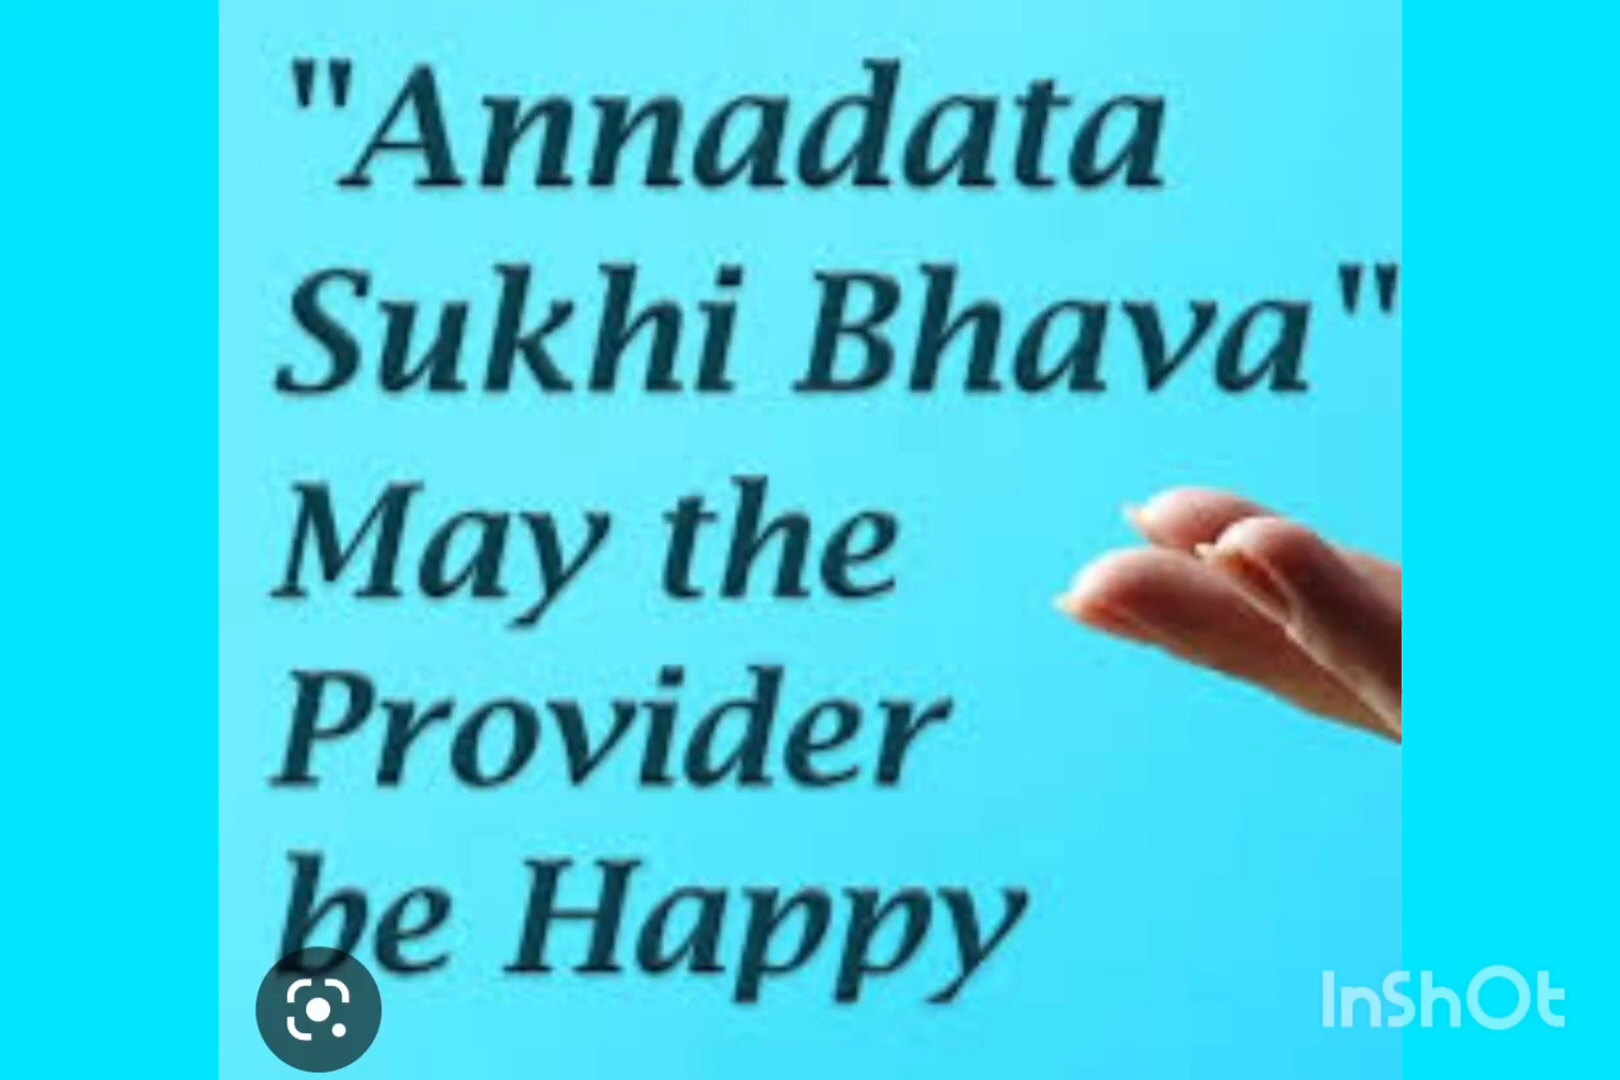 "Annadata
Sukhi Bhava"
May the
Provider
be Happy
InShOt